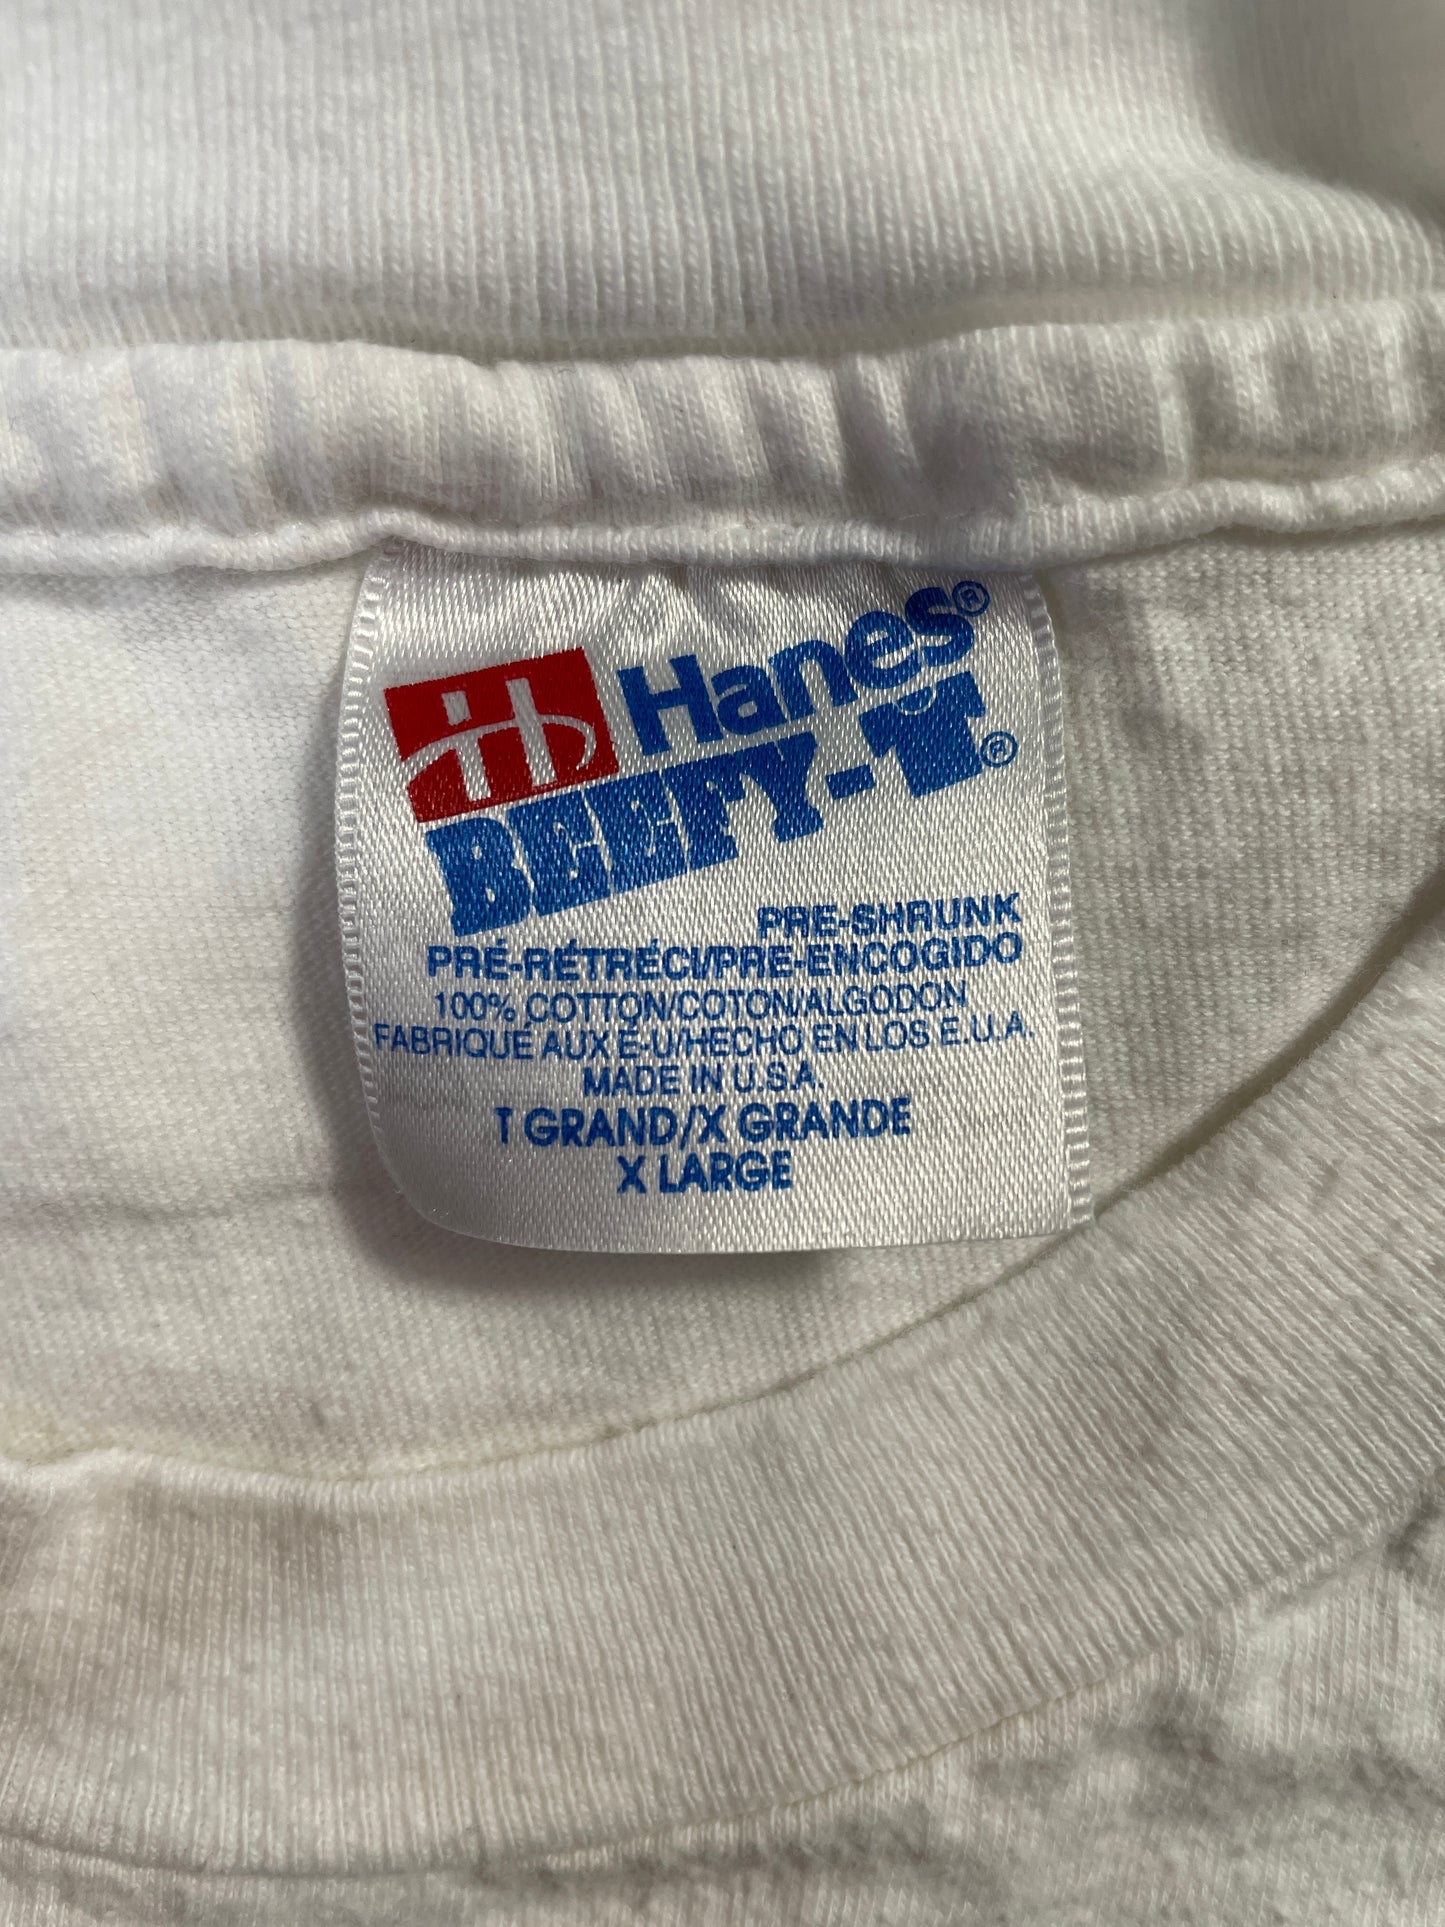 Hanes®
BEEFY-T®
PRE-SHRUNK
PRÉ-RÉTRÉCI/PRE-ENCOGIDO
100% COTTON/COTON/ALGODON
FABRIQUÉ AUX É-U/HECHO EN LOS E.U.A.
MADE IN U.S.A.
T GRAND/X GRANDE
X LARGE